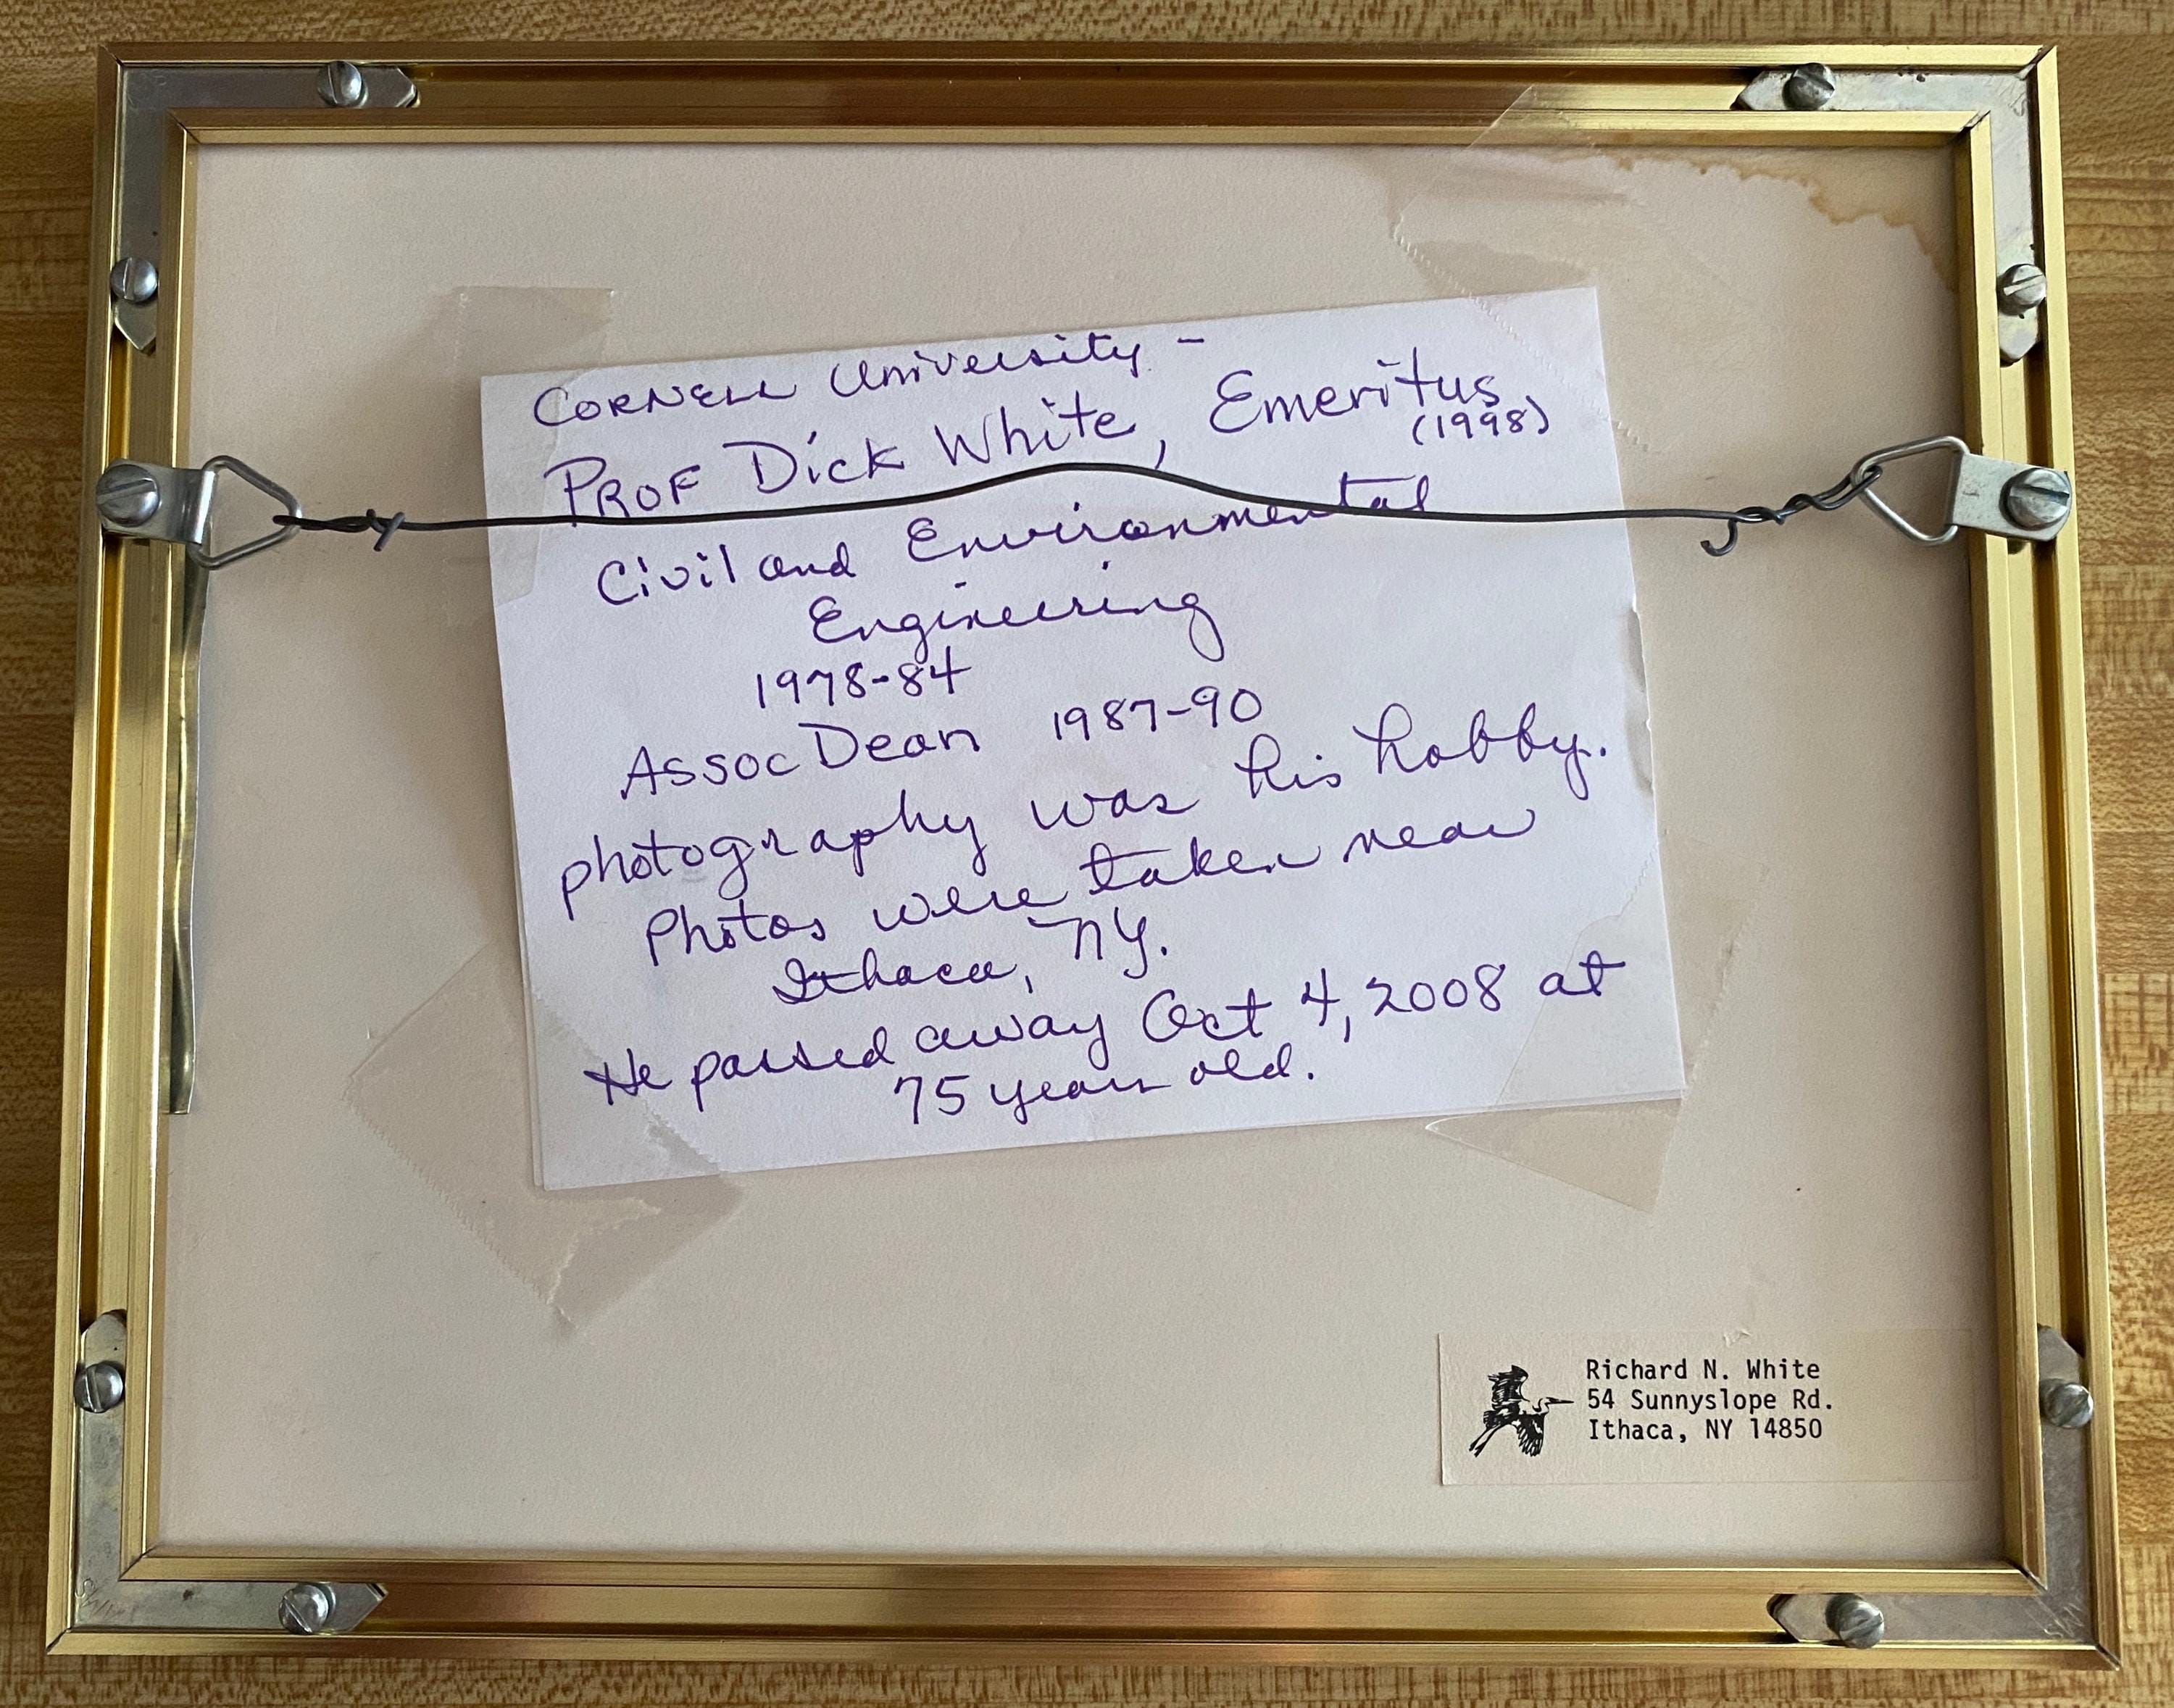 CORNELL University -
PROF Dick White, Emeritus
(1998)
Civil and Environmental
Engineering
1978-84
Assoc Dean 1987-90
photography was his hobby.
Photos were taken near
Ithaca, NY.
He passed away Oct 4, 2008 at
75 years old.
Richard N. White
54 Sunnyslope Rd.
Ithaca, NY 14850